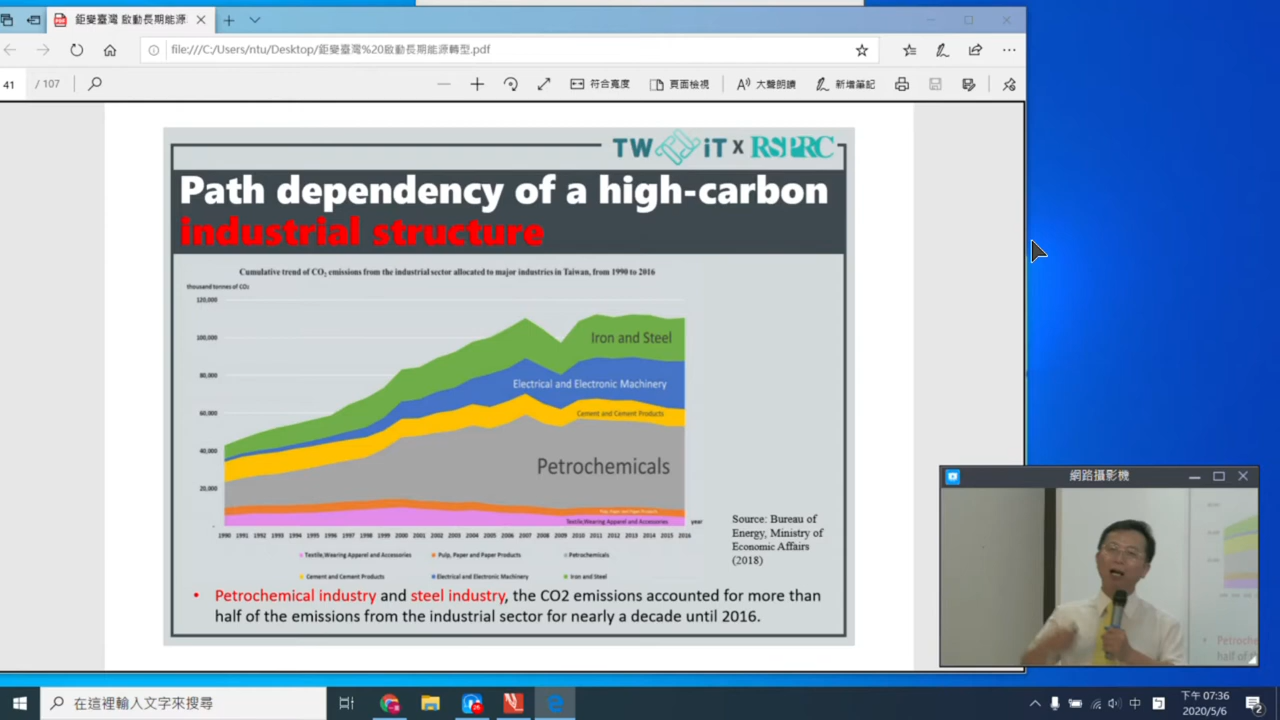 鉅變臺灣 啟動長期能源
file:///C:/Users/ntu/Desktop/鉅變臺灣%20啟動長期能源轉型.pdf
41 / 107
符合寬度
頁面檢視
大聲朗讀
新增筆記
TW iT x RSPRC
Path dependency of a high-carbon
industrial structure
Cumulative trend of CO2 emissions from the industrial sector allocated to major industries in Taiwan, from 1990 to 2016
thousand tonnes of CO2
120,000
100,000
80,000
60,000
40,000
20,000
-
Iron and Steel
Electrical and Electronic Machinery
Cement and Cement Products
Petrochemicals
Pulp, Paper and Paper Products
Textile,Wearing Apparel and Accessories
year
1990 1991 1992 1993 1994 1995 1996 1997 1998 1999 2000 2001 2002 2003 2004 2005 2006 2007 2008 2009 2010 2011 2012 2013 2014 2015 2016
Textile,Wearing Apparel and Accessories
Pulp, Paper and Paper Products
Petrochemicals
Cement and Cement Products
Electrical and Electronic Machinery
Iron and Steel
Source: Bureau of
Energy, Ministry of
Economic Affairs
(2018)
• Petrochemical industry and steel industry, the CO2 emissions accounted for more than
half of the emissions from the industrial sector for nearly a decade until 2016.
網路攝影機
Petroche
half of
在這裡輸入文字來搜尋
中
下午 07:36
2020/5/6
2